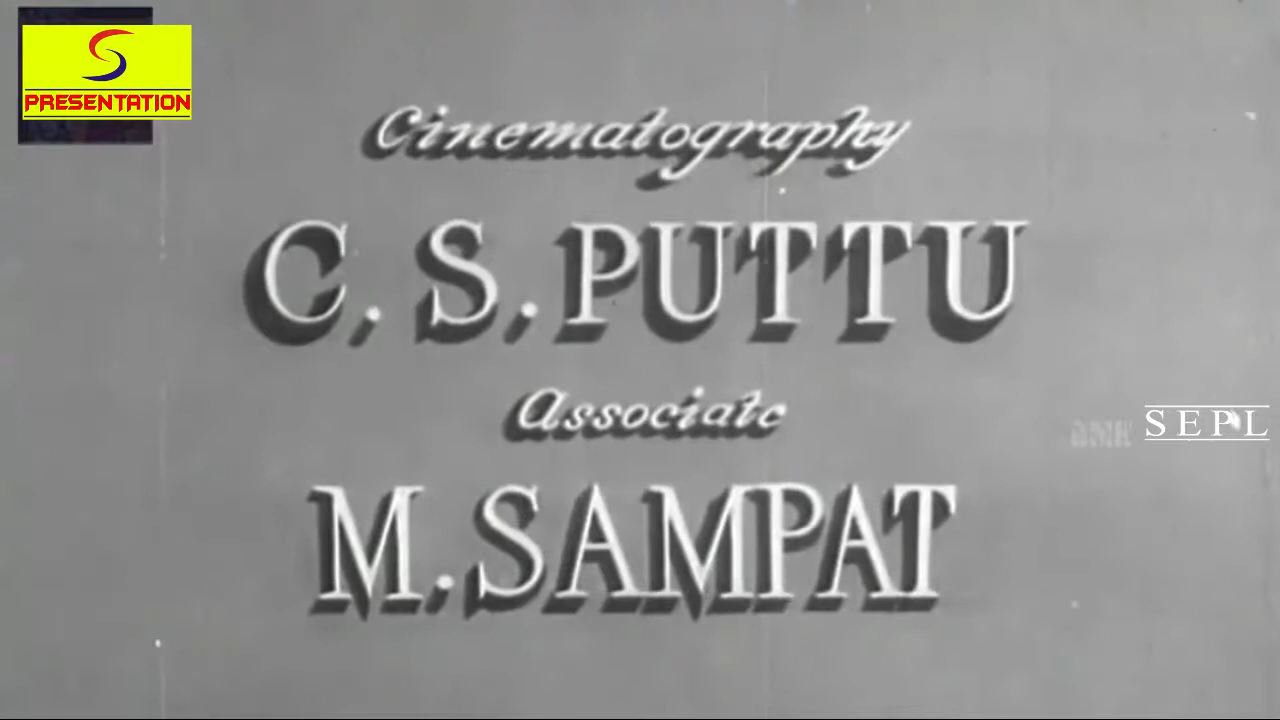 PRESENTATION
Cinematography
C. S. PUTTU
Associate
SEPL
M. SAMPAT